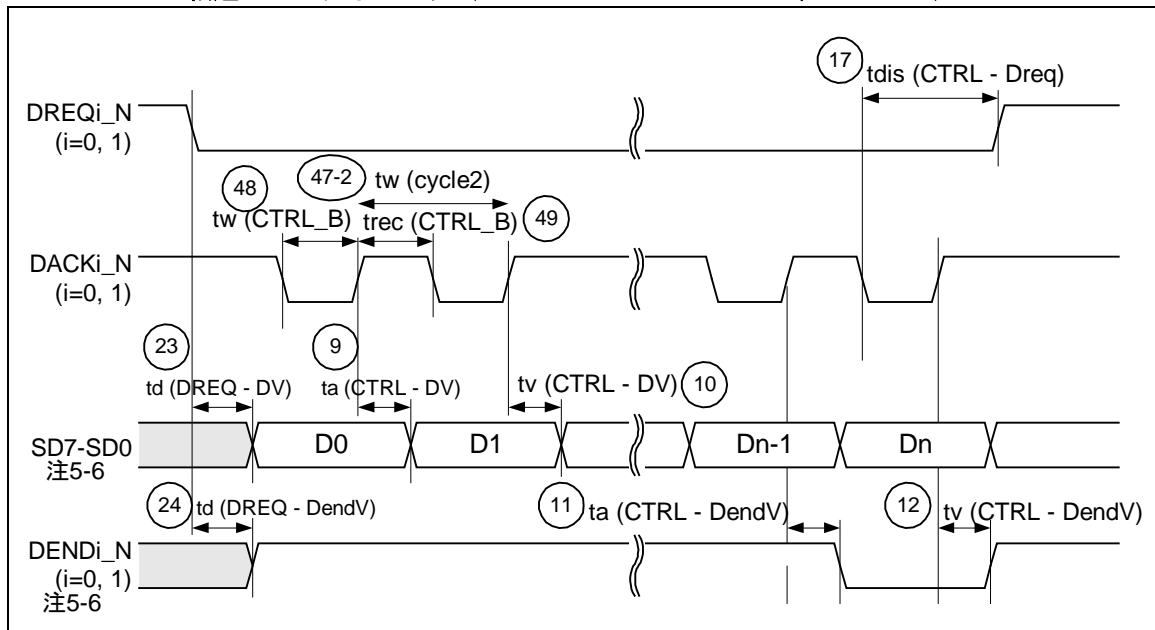 17
tdis (CTRL - Dreq)
DREQi_N
(i=0, 1)
48
47-2
tw (cycle2)
tw (CTRL_B)
trec (CTRL_B)
49
DACKi_N
(i=0, 1)
23
9
td (DREQ - DV)
ta (CTRL - DV)
tv (CTRL - DV)
10
SD7-SD0
注5-6
D0
D1
Dn-1
Dn
24
td (DREQ - DendV)
11
ta (CTRL - DendV)
12
tv (CTRL - DendV)
DENDi_N
(i=0, 1)
注5-6